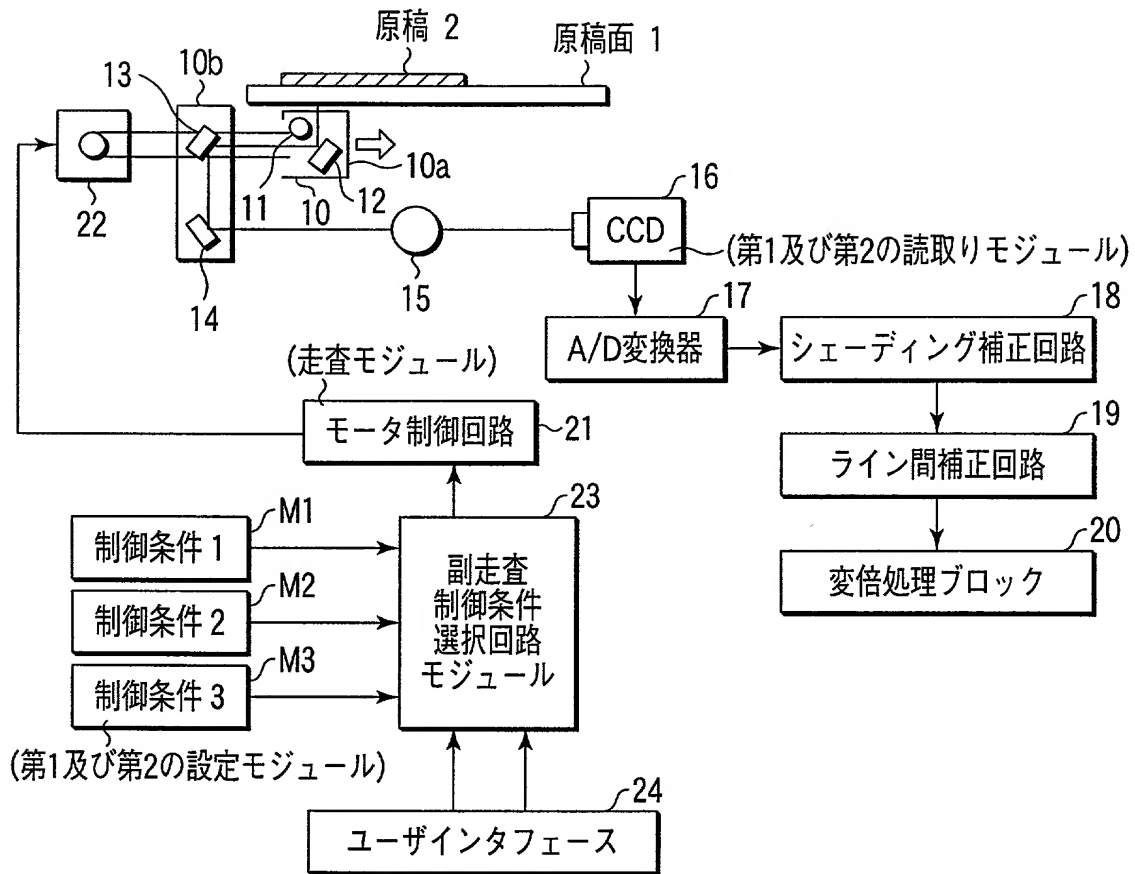 原稿 2
原稿面 1
10b
13
22
11
10
12
10a
14
15
16
CCD
(第1及び第2の読取りモジュール)
17
A/D変換器
18
シェーディング補正回路
(走査モジュール)
モータ制御回路
21
19
ライン間補正回路
20
変倍処理ブロック
M1
制御条件 1
M2
制御条件 2
M3
制御条件 3
(第1及び第2の設定モジュール)
23
副走査
制御条件
選択回路
モジュール
24
ユーザインタフェース